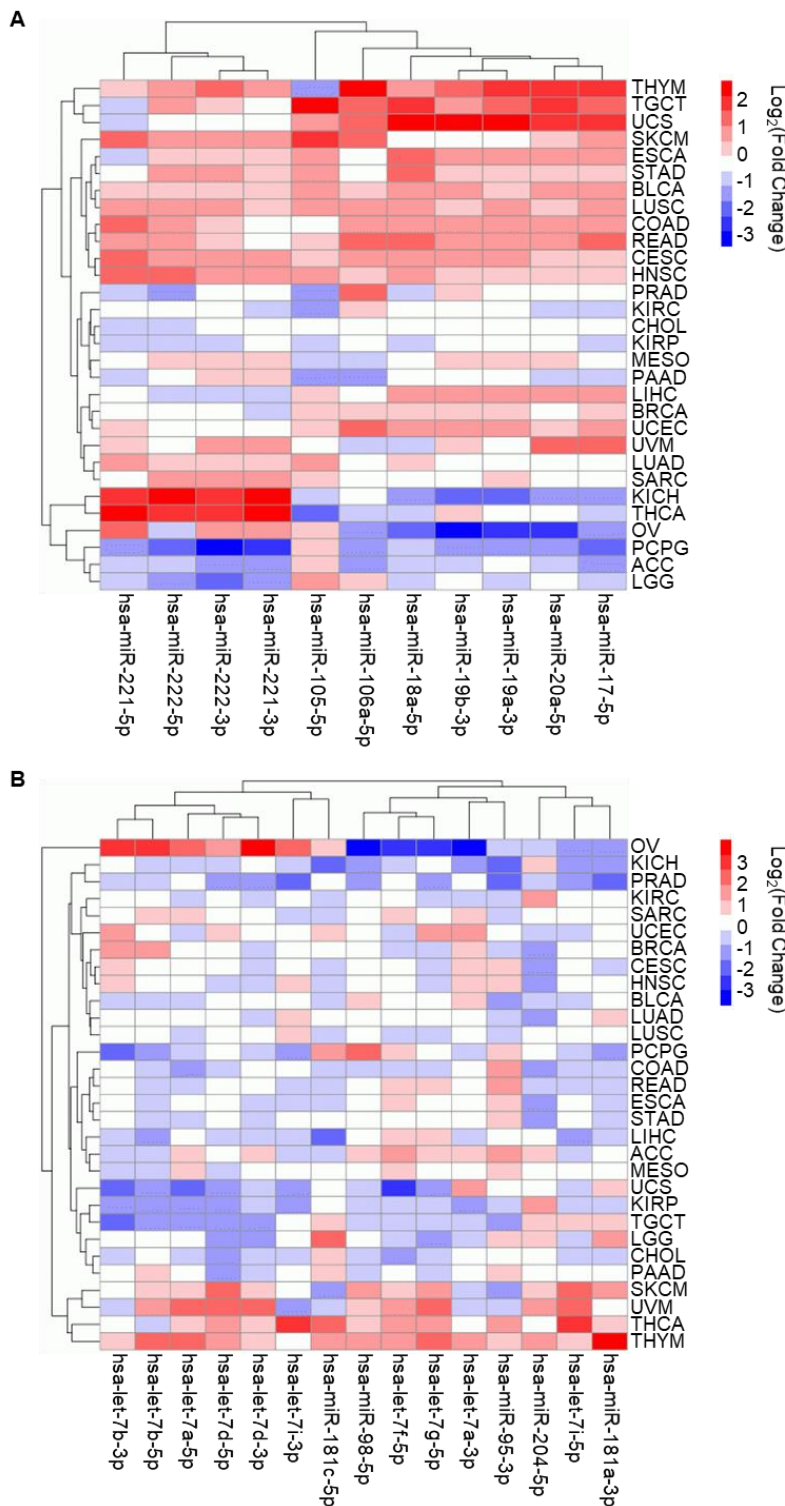 A
THYM
TGCT
UCS
SKCM
ESCA
STAD
BLCA
LUSC
COAD
READ
CESC
HNSC
PRAD
KIRC
CHOL
KIRP
MESO
PAAD
LIHC
BRCA
UCEC
UVM
LUAD
SARC
KICH
THCA
OV
PCPG
ACC
LGG
2
1
0
-1
-2
-3
Log2(Fold Change)
hsa-miR-221-5p
hsa-miR-222-5p
hsa-miR-222-3p
hsa-miR-221-3p
hsa-miR-105-5p
hsa-miR-106a-5p
hsa-miR-18a-5p
hsa-miR-19b-3p
hsa-miR-19a-3p
hsa-miR-20a-5p
hsa-miR-17-5p
B
OV
KICH
PRAD
KIRC
SARC
UCEC
BRCA
CESC
HNSC
BLCA
LUAD
LUSC
PCPG
COAD
READ
ESCA
STAD
LIHC
ACC
MESO
UCS
KIRP
TGCT
LGG
CHOL
PAAD
SKCM
UVM
THCA
THYM
3
2
1
0
-1
-2
-3
Log2(Fold Change)
hsa-let-7b-3p
hsa-let-7b-5p
hsa-let-7a-5p
hsa-let-7d-5p
hsa-let-7d-3p
hsa-let-7i-3p
hsa-miR-181c-5p
hsa-miR-98-5p
hsa-let-7f-5p
hsa-let-7g-5p
hsa-let-7a-3p
hsa-miR-95-3p
hsa-miR-204-5p
hsa-let-7i-5p
hsa-miR-181a-3p